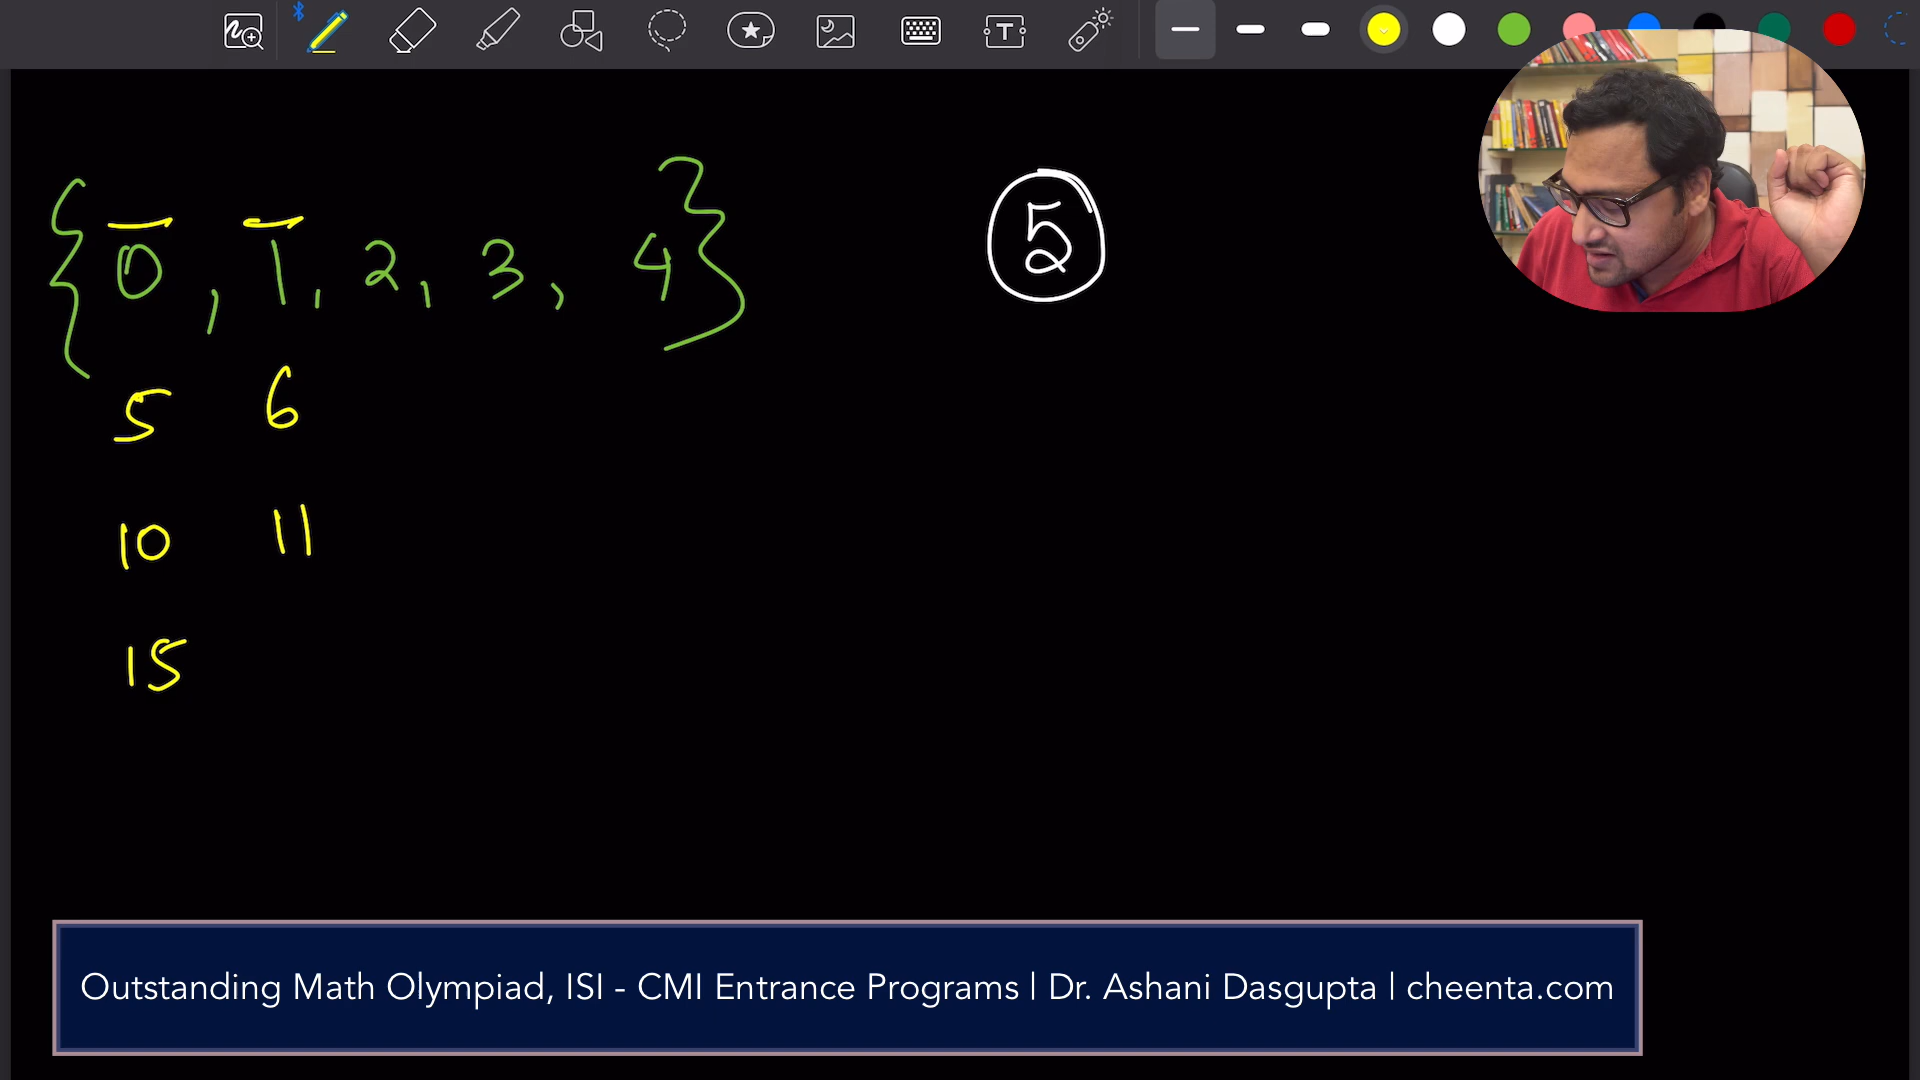 { 0̅ , 1̅ , 2 , 3 , 4 } 5
5 6
10 11
15
Outstanding Math Olympiad, ISI - CMI Entrance Programs | Dr. Ashani Dasgupta | cheenta.com